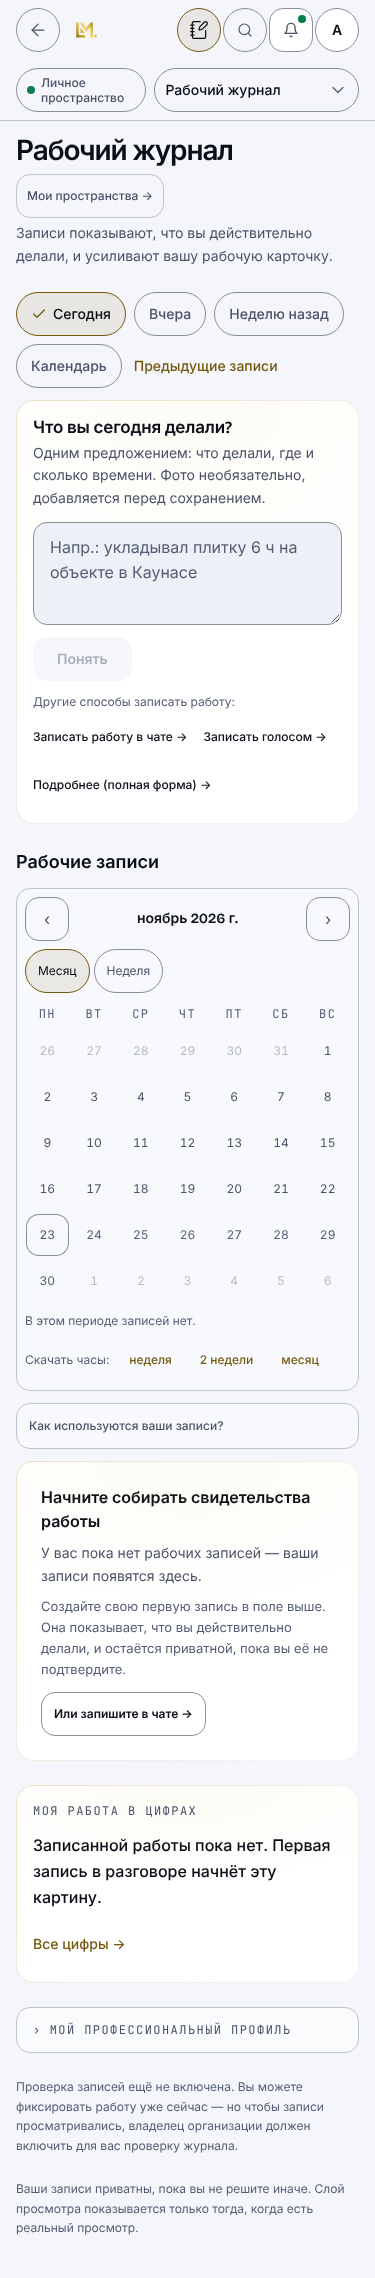 LM.
A
Личное
пространство
Рабочий журнал
Рабочий журнал
Мои пространства →
Записи показывают, что вы действительно
делали, и усиливают вашу рабочую карточку.
Сегодня
Вчера
Неделю назад
Календарь
Предыдущие записи
Что вы сегодня делали?
Одним предложением: что делали, где и
сколько времени. Фото необязательно,
добавляется перед сохранением.
Напр.: укладывал плитку 6 ч на
объекте в Каунасе
Понять
Другие способы записать работу:
Записать работу в чате → Записать голосом →
Подробнее (полная форма) →
Рабочие записи
‹ ноябрь 2026 г. ›
Месяц Неделя
ПН ВТ СР ЧТ ПТ СБ ВС
26 27 28 29 30 31 1
2 3 4 5 6 7 8
9 10 11 12 13 14 15
16 17 18 19 20 21 22
23 24 25 26 27 28 29
30 1 2 3 4 5 6
В этом периоде записей нет.
Скачать часы: неделя 2 недели месяц
Как используются ваши записи?
Начните собирать свидетельства
работы
У вас пока нет рабочих записей — ваши
записи появятся здесь.
Создайте свою первую запись в поле выше.
Она показывает, что вы действительно
делали, и остаётся приватной, пока вы её не
подтвердите.
Или запишите в чате →
МОЯ РАБОТА В ЦИФРАХ
Записанной работы пока нет. Первая
запись в разговоре начнёт эту
картину.
Все цифры →
› МОЙ ПРОФЕССИОНАЛЬНЫЙ ПРОФИЛЬ
Проверка записей ещё не включена. Вы можете
фиксировать работу уже сейчас — но чтобы записи
просматривались, владелец организации должен
включить для вас проверку журнала.
Ваши записи приватны, пока вы не решите иначе. Слой
просмотра показывается только тогда, когда есть
реальный просмотр.